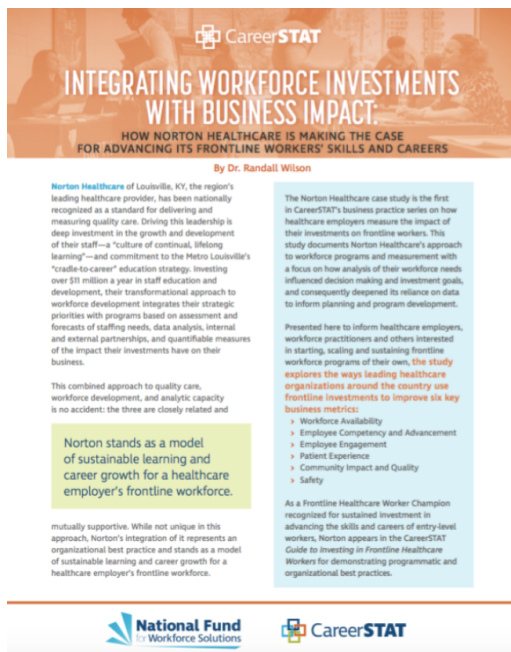 CareerSTAT
INTEGRATING WORKFORCE INVESTMENTS
WITH BUSINESS IMPACT:
HOW NORTON HEALTHCARE IS MAKING THE CASE
FOR ADVANCING ITS FRONTLINE WORKERS' SKILLS AND CAREERS
By Dr. Randall Wilson
Norton Healthcare of Louisville, KY, the region's
leading healthcare provider, has been nationally
recognized as a standard for delivering and
measuring quality care. Driving this leadership is
deep investment in the growth and development
of their staff—a "culture of continual, lifelong
learning"—and commitment to the Metro Louisville's
"cradle-to-career" education strategy. Investing
over $11 million a year in staff education and
development, their transformational approach to
workforce development integrates their strategic
priorities with programs based on assessment and
forecasts of staffing needs, data analysis, internal
and external partnerships, and quantifiable measures
of the impact their investments have on their
business.
This combined approach to quality care,
workforce development, and analytic capacity
is no accident: the three are closely related and
Norton stands as a model
of sustainable learning and
career growth for a healthcare
employer's frontline workforce.
mutually supportive. While not unique in this
approach, Norton's integration of it represents an
organizational best practice and stands as a model
of sustainable learning and career growth for a
healthcare employer's frontline workforce.
The Norton Healthcare case study is the first
in CareerSTAT's business practice series on how
healthcare employers measure the impact of
their investments on frontline workers. This
study documents Norton Healthcare's approach
to workforce programs and measurement with
a focus on how analysis of their workforce needs
influenced decision making and investment goals,
and consequently deepened its reliance on data
to inform planning and program development.
Presented here to inform healthcare employers,
workforce practitioners and others interested
in starting, scaling and sustaining frontline
workforce programs of their own, the study
explores the ways leading healthcare
organizations around the country use
frontline investments to improve six key
business metrics:
> Workforce Availability
> Employee Competency and Advancement
> Employee Engagement
> Patient Experience
> Community Impact and Quality
> Safety
As a Frontline Healthcare Worker Champion
recognized for sustained investment in
advancing the skills and careers of entry-level
workers, Norton appears in the CareerSTAT
Guide to Investing in Frontline Healthcare
Workers for demonstrating programmatic and
organizational best practices.
National Fund
for Workforce Solutions
CareerSTAT